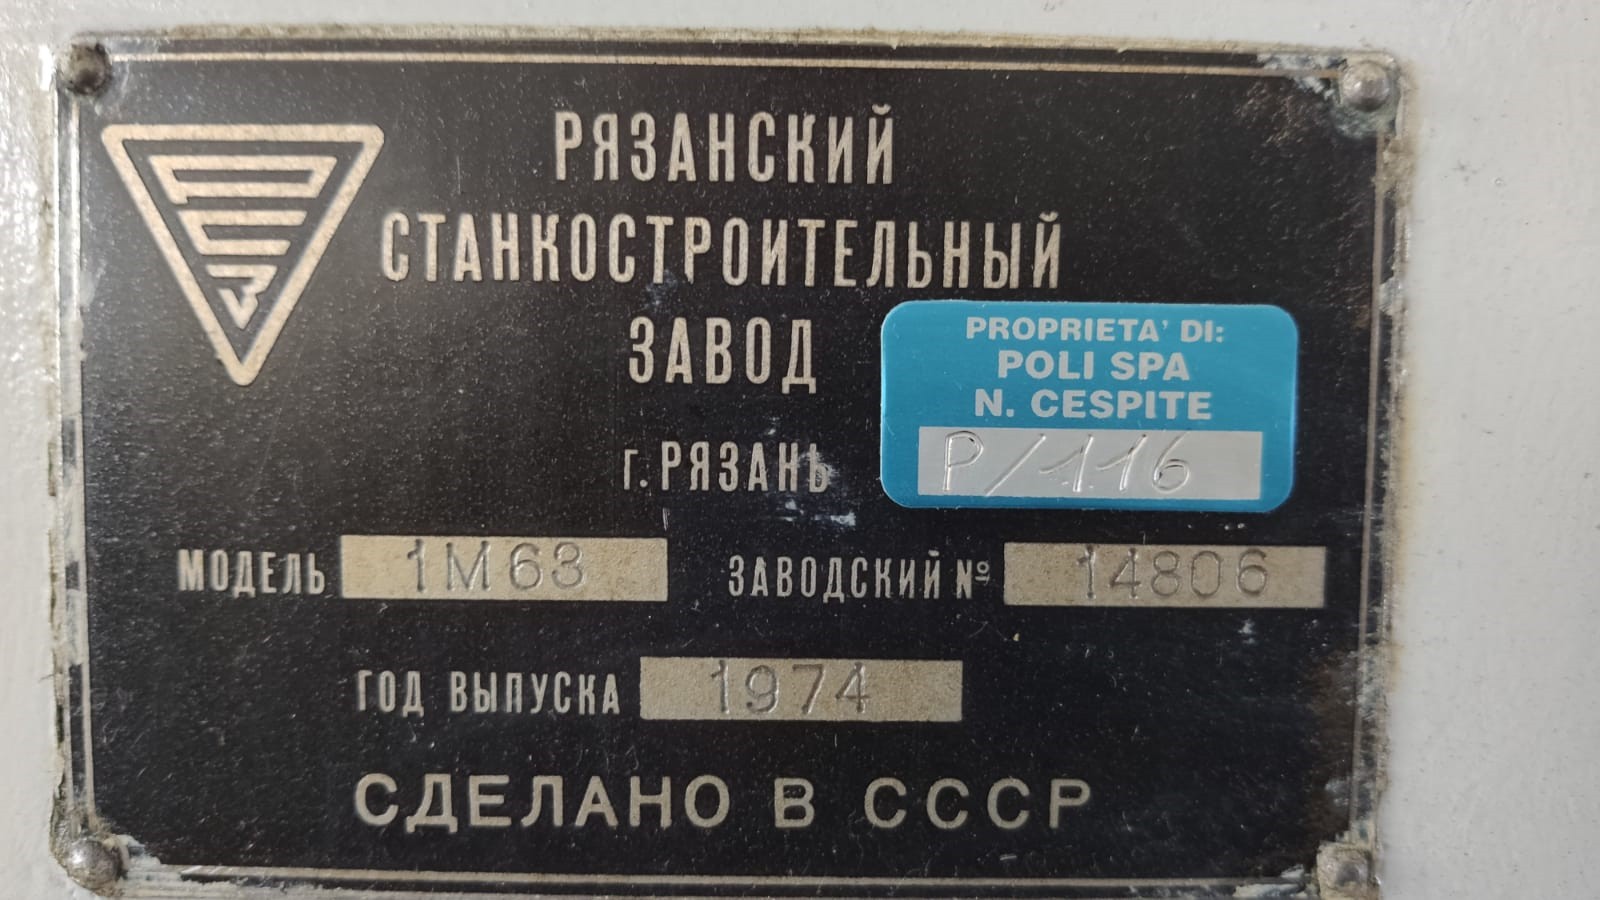 РЯЗАНСКИЙ
СТАНКОСТРОИТЕЛЬНЫЙ
ЗАВОД
г. РЯЗАНЬ
PROPRIETA' DI:
POLI SPA
N. CESPITE
P/116
МОДЕЛЬ 1М63 ЗАВОДСКИЙ № 14806
ГОД ВЫПУСКА 1974
СДЕЛАНО В СССР